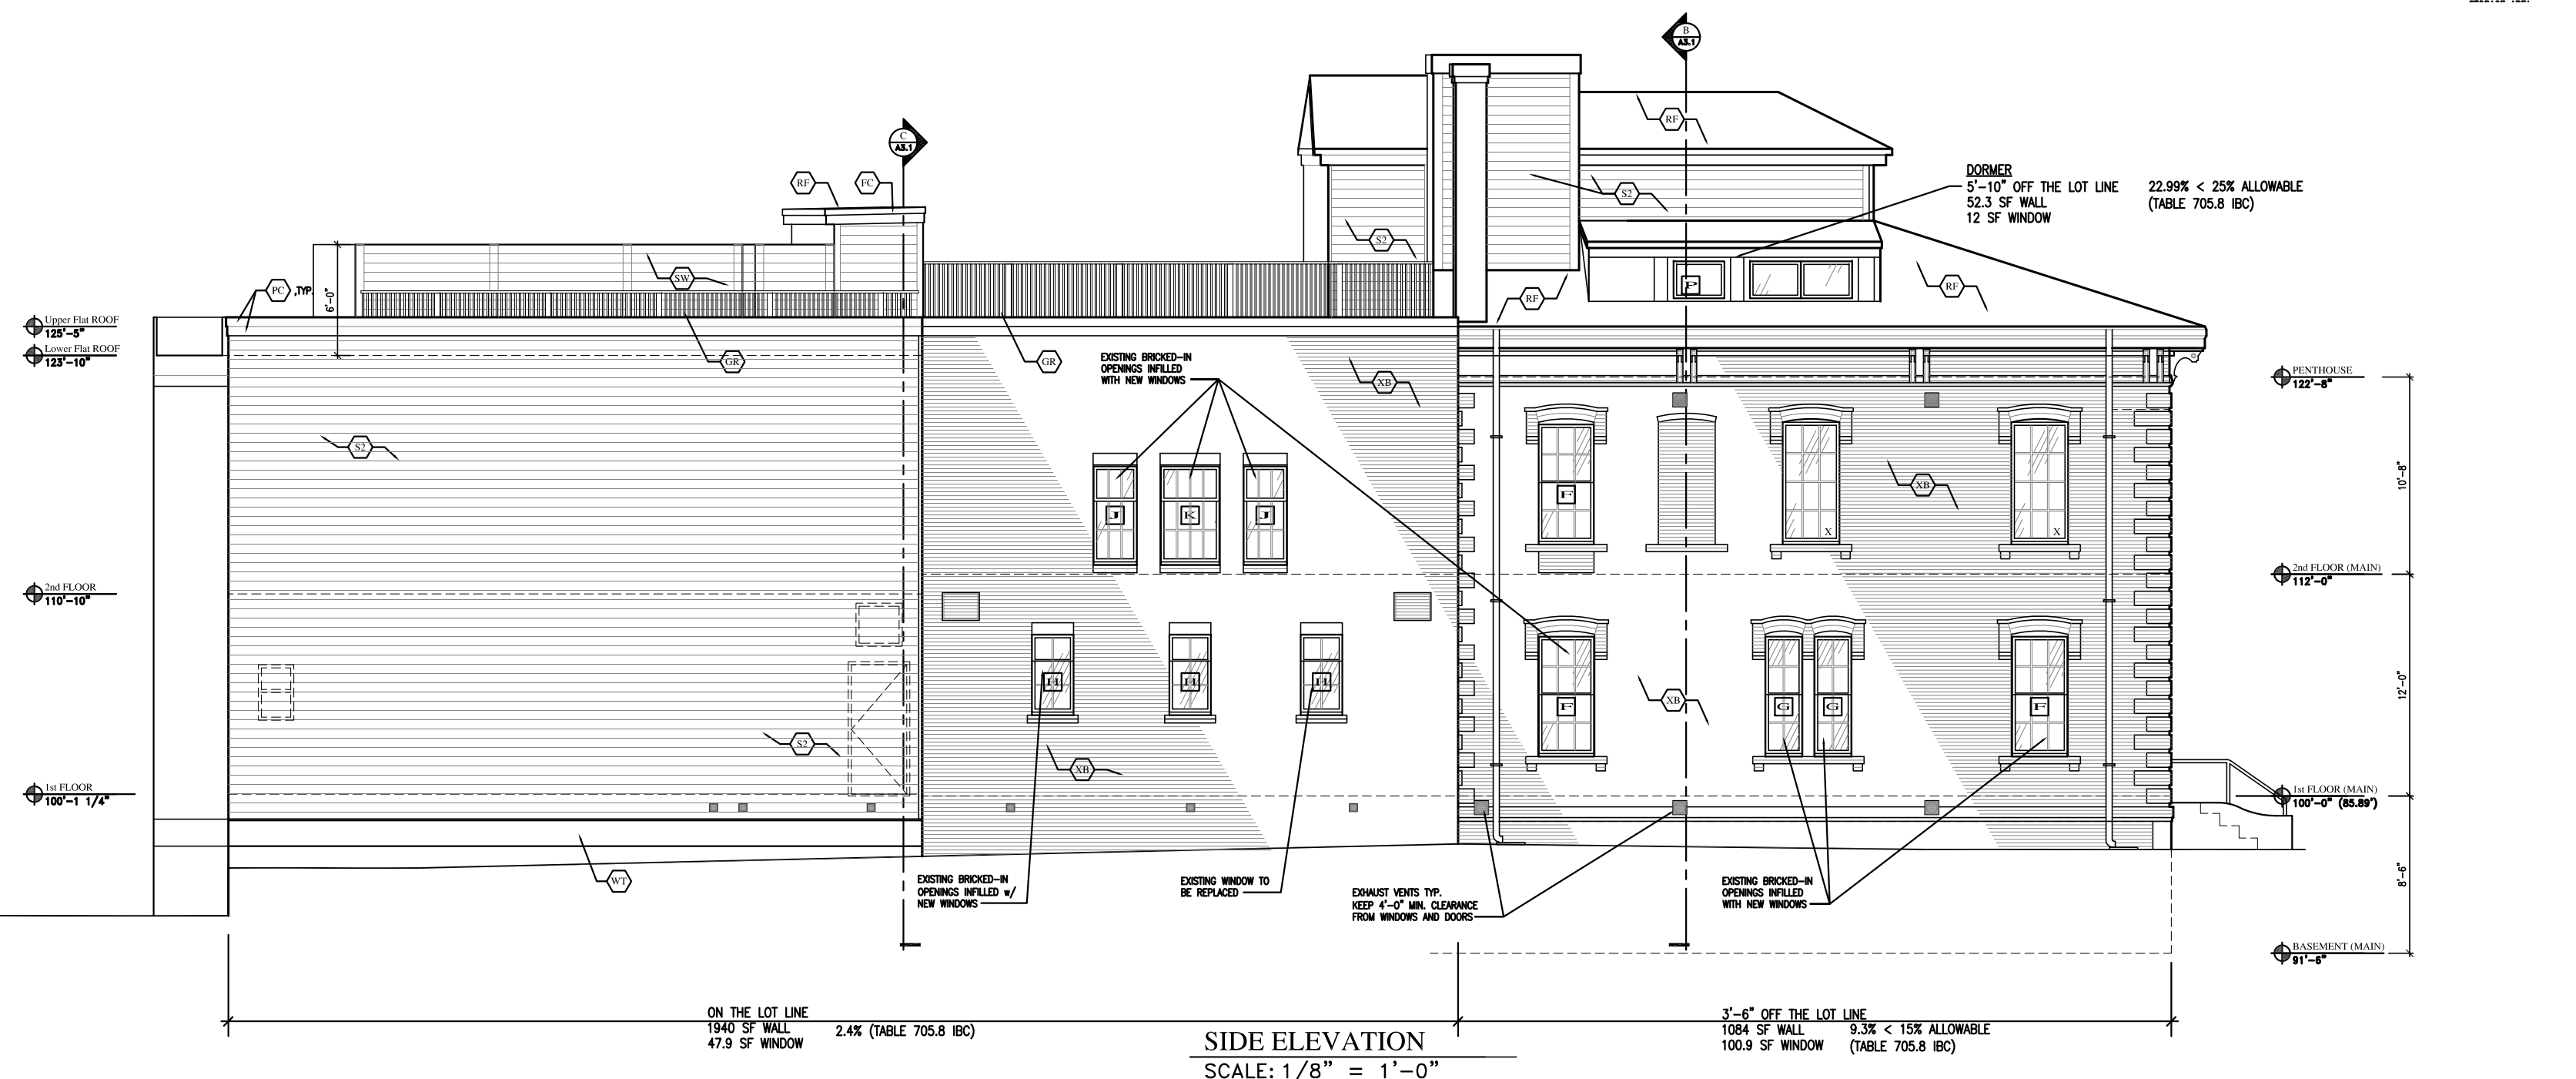 B
A3.1
C
A3.1
RF
RF
FC
DORMER
5'-10" OFF THE LOT LINE 22.99% < 25% ALLOWABLE
52.3 SF WALL (TABLE 705.8 IBC)
12 SF WINDOW
S2
S2
SW
PC ,TYP.
6'-0"
P
RF
RF
Upper Flat ROOF
125'-5"
Lower Flat ROOF
123'-10"
GR
GR
EXISTING BRICKED-IN
OPENINGS INFILLED
WITH NEW WINDOWS
XB
PENTHOUSE
122'-8"
S2
J
K
J
F
X
X
XB
10'-8"
2nd FLOOR
110'-10"
2nd FLOOR (MAIN)
112'-0"
H
H
H
F
G
G
F
XB
12'-0"
S2
XB
1st FLOOR
100'-1 1/4"
1st FLOOR (MAIN)
100'-0" (85.89')
WT
EXISTING BRICKED-IN
OPENINGS INFILLED w/
NEW WINDOWS
EXISTING WINDOW TO
BE REPLACED
EXHAUST VENTS TYP.
KEEP 4'-0" MIN. CLEARANCE
FROM WINDOWS AND DOORS
EXISTING BRICKED-IN
OPENINGS INFILLED
WITH NEW WINDOWS
8'-6"
BASEMENT (MAIN)
91'-6"
ON THE LOT LINE
1940 SF WALL 2.4% (TABLE 705.8 IBC)
47.9 SF WINDOW
3'-6" OFF THE LOT LINE
1084 SF WALL 9.3% < 15% ALLOWABLE
100.9 SF WINDOW (TABLE 705.8 IBC)
SIDE ELEVATION
SCALE: 1/8" = 1'-0"